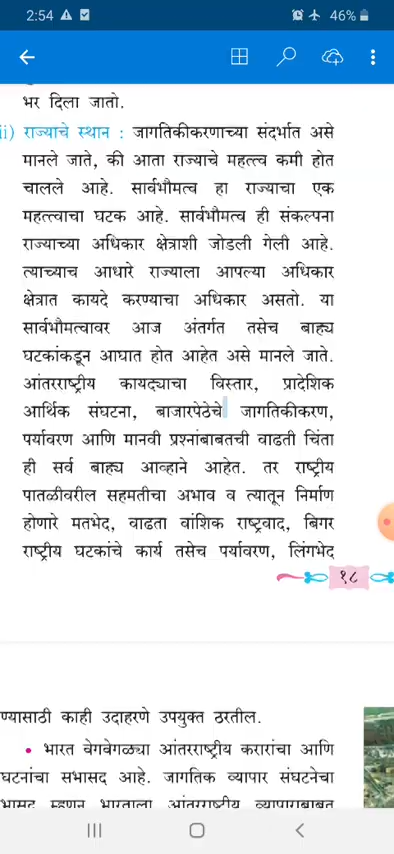 2:54
46%
भर दिला जातो.
ii) राज्याचे स्थान : जागतिकीकरणाच्या संदर्भात असे
मानले जाते, की आता राज्याचे महत्त्व कमी होत
चालले आहे. सार्वभौमत्व हा राज्याचा एक
महत्त्वाचा घटक आहे. सार्वभौमत्व ही संकल्पना
राज्याच्या अधिकार क्षेत्राशी जोडली गेली आहे.
त्याच्याच आधारे राज्याला आपल्या अधिकार
क्षेत्रात कायदे करण्याचा अधिकार असतो. या
सार्वभौमत्वावर आज अंतर्गत तसेच बाह्य
घटकांकडून आघात होत आहेत असे मानले जाते.
आंतरराष्ट्रीय कायद्याचा विस्तार, प्रादेशिक
आर्थिक संघटना, बाजारपेठेचे जागतिकीकरण,
पर्यावरण आणि मानवी प्रश्नांबाबतची वाढती चिंता
ही सर्व बाह्य आव्हाने आहेत. तर राष्ट्रीय
पातळीवरील सहमतीचा अभाव व त्यातून निर्माण
होणारे मतभेद, वाढता वांशिक राष्ट्रवाद, बिगर
राष्ट्रीय घटकांचे कार्य तसेच पर्यावरण, लिंगभेद
१८
ण्यासाठी काही उदाहरणे उपयुक्त ठरतील.
• भारत वेगवेगळ्या आंतरराष्ट्रीय करारांचा आणि
घटनांचा सभासद आहे. जागतिक व्यापार संघटनेचा
भासद म्हणून भारताला आंतरराष्ट्रीय व्यापाराबाबत